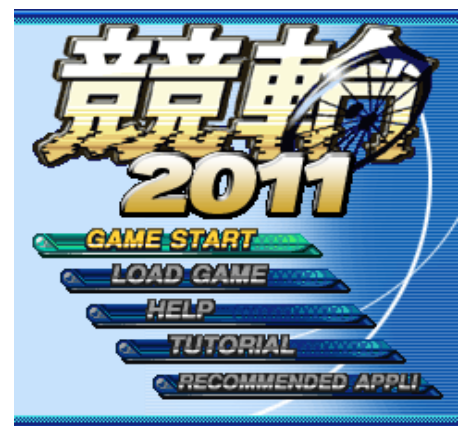 競輪
2011
GAME START
LOAD GAME
HELP
TUTORIAL
RECOMMENDED APPLI